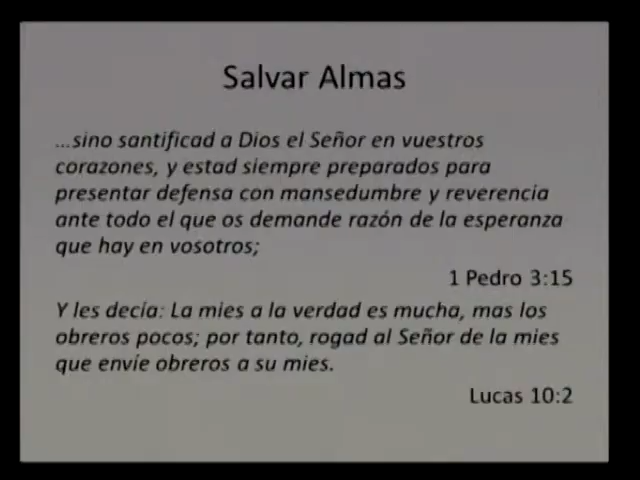 Salvar Almas
...sino santificad a Dios el Señor en vuestros
corazones, y estad siempre preparados para
presentar defensa con mansedumbre y reverencia
ante todo el que os demande razón de la esperanza
que hay en vosotros;
1 Pedro 3:15
Y les decía: La mies a la verdad es mucha, mas los
obreros pocos; por tanto, rogad al Señor de la mies
que envíe obreros a su mies.
Lucas 10:2